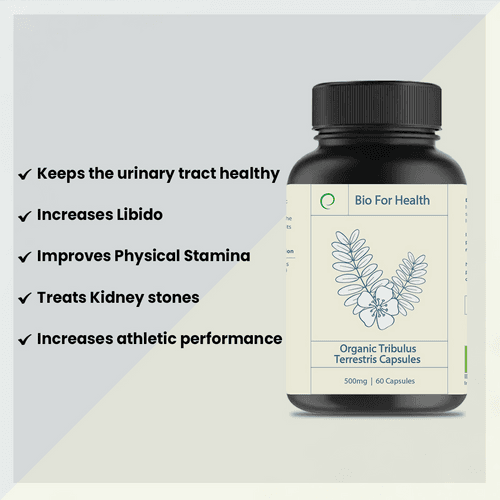 Keeps the urinary tract healthy
Increases Libido
Improves Physical Stamina
Treats Kidney stones
Increases athletic performance
Bio For Health
Organic Tribulus
Terrestris Capsules
500mg | 60 Capsules